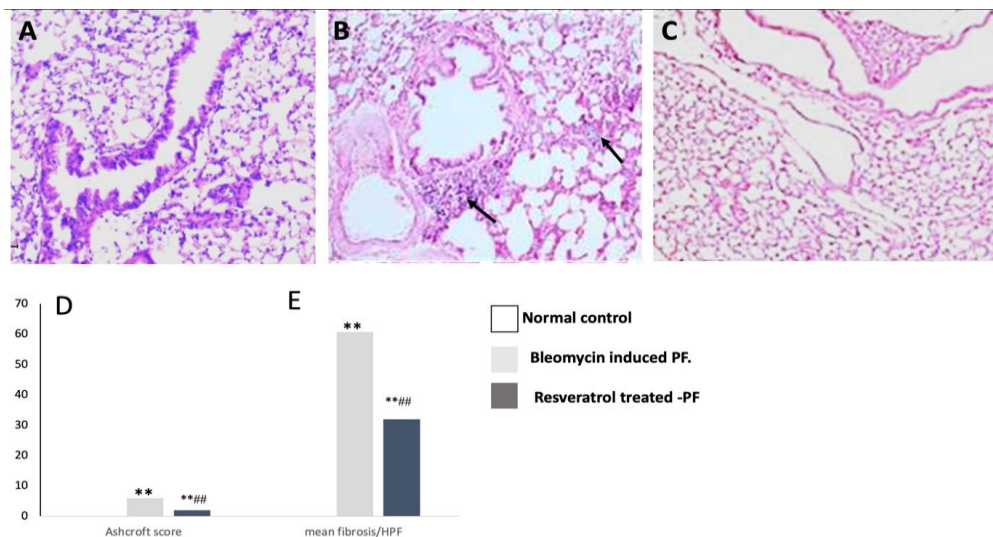 A
B
C
D
E
70
60
50
40
30
20
10
0
**
**##
**
**##
Ashcroft score
mean fibrosis/HPF
Normal control
Bleomycin induced PF.
Resveratrol treated -PF